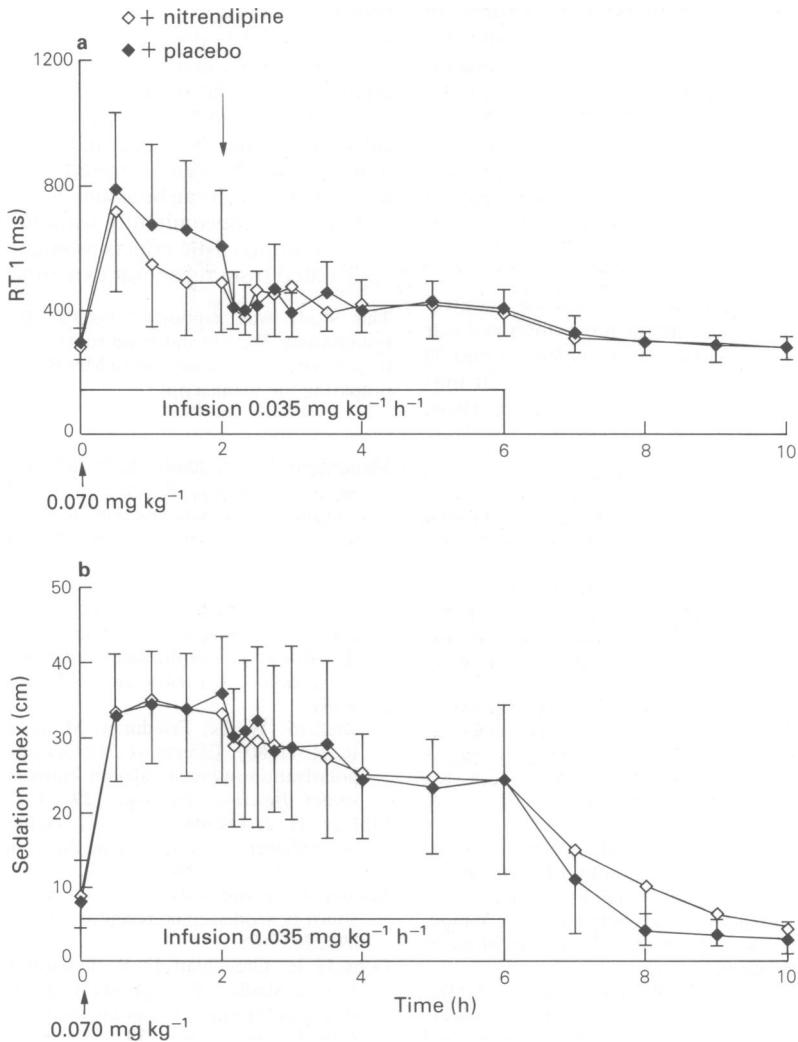 ◇ + nitrendipine
◆ + placebo
a
1200
800
400
0
RT 1 (ms)
Infusion 0.035 mg kg⁻¹ h⁻¹
0 2 4 6 8 10
0.070 mg kg⁻¹
b
50
40
30
20
10
0
Sedation index (cm)
Infusion 0.035 mg kg⁻¹ h⁻¹
0 2 4 6 8 10
Time (h)
0.070 mg kg⁻¹